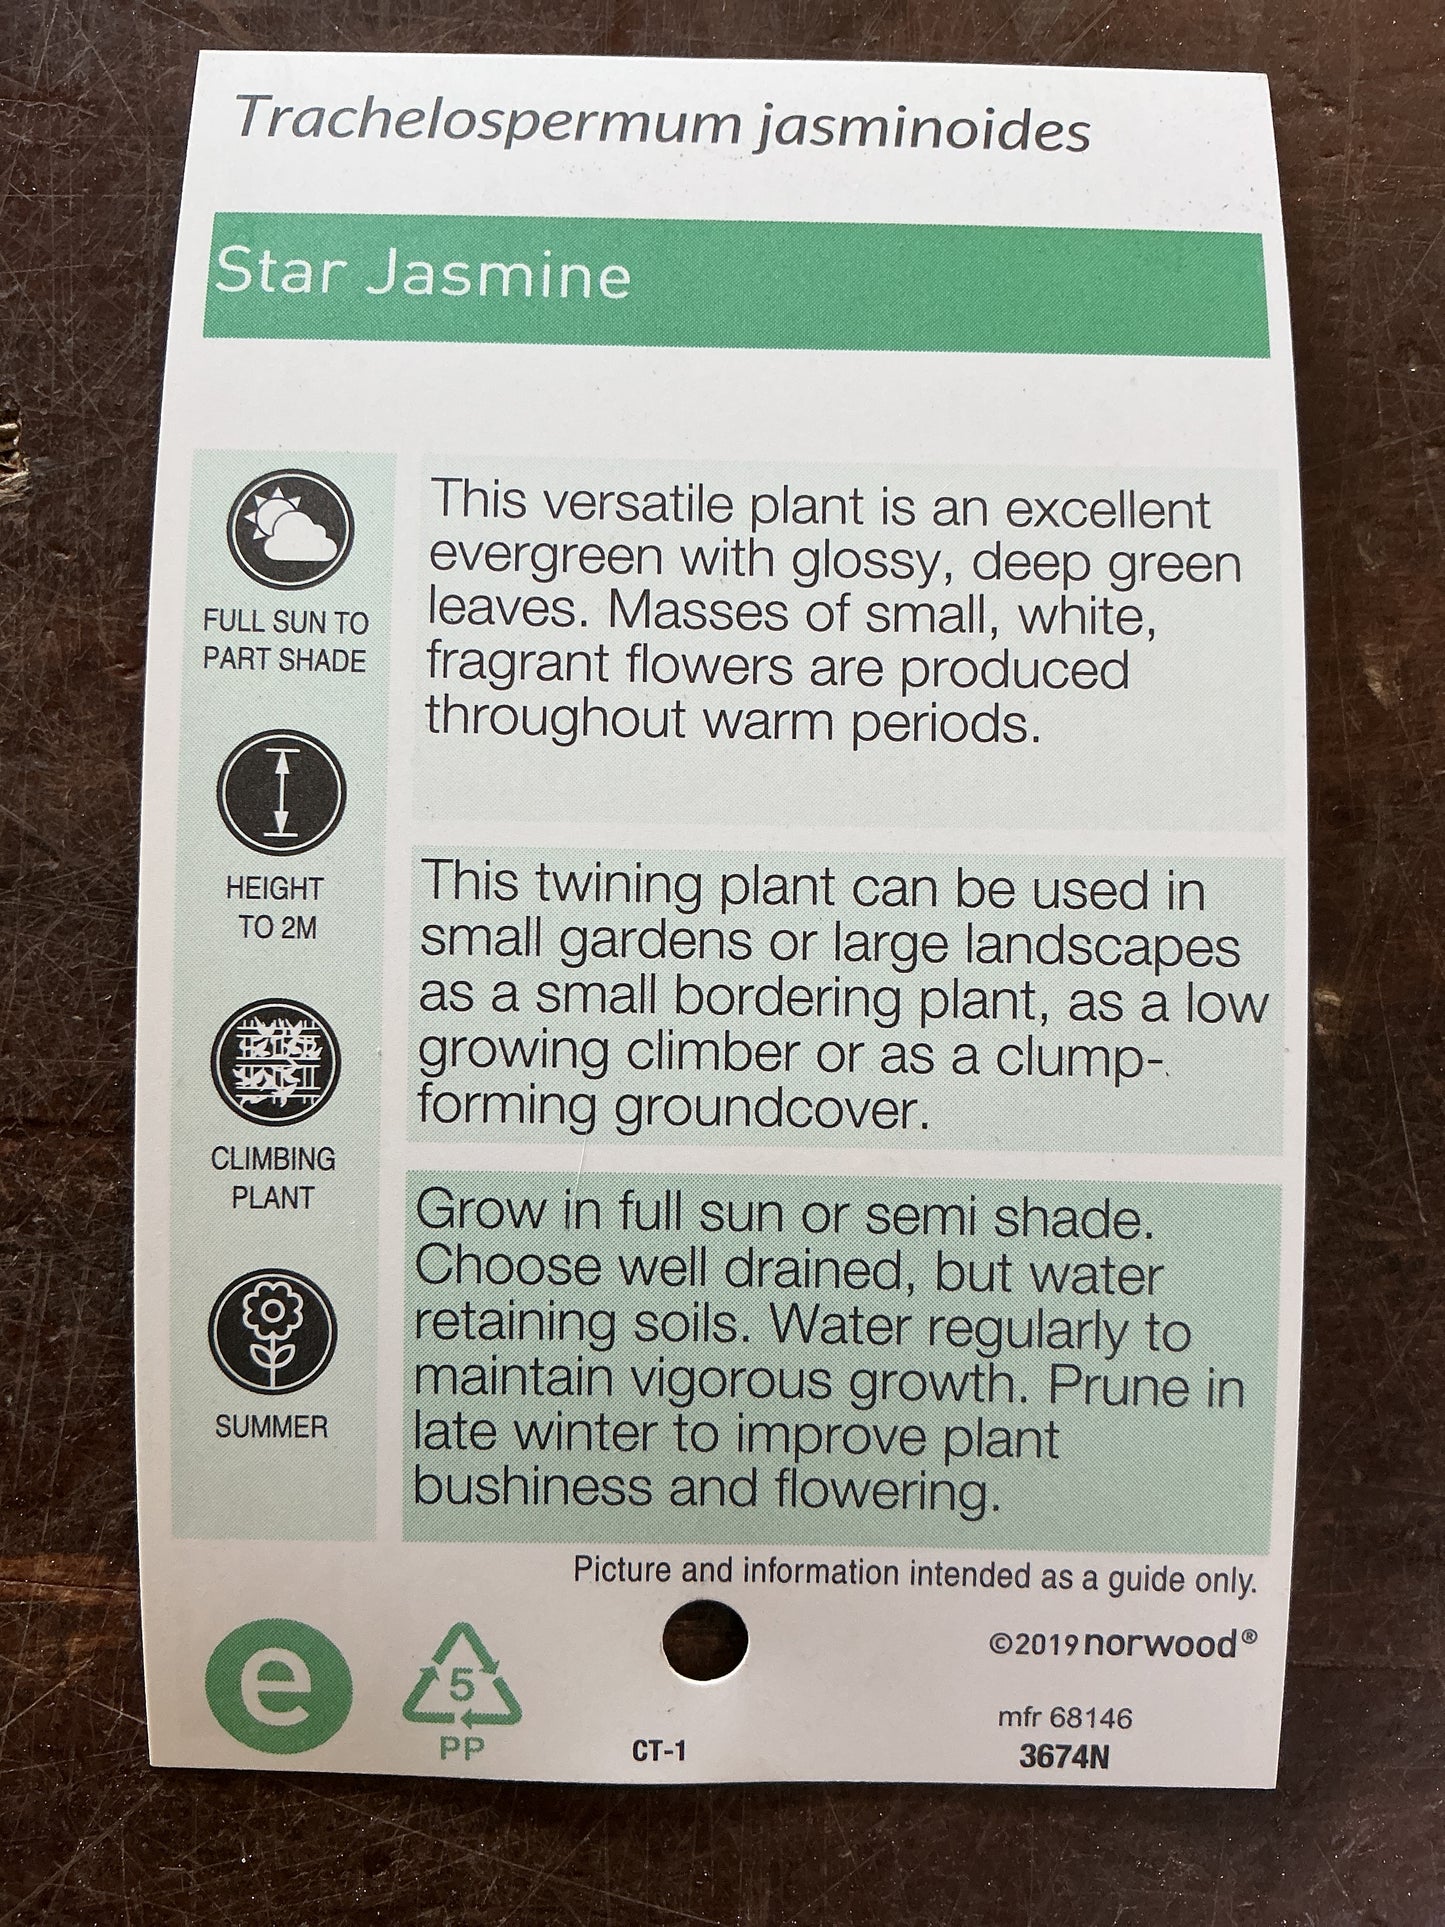 Trachelospermum jasminoides
Star Jasmine
FULL SUN TO
PART SHADE
HEIGHT
TO 2M
CLIMBING
PLANT
SUMMER
This versatile plant is an excellent
evergreen with glossy, deep green
leaves. Masses of small, white,
fragrant flowers are produced
throughout warm periods.
This twining plant can be used in
small gardens or large landscapes
as a small bordering plant, as a low
growing climber or as a clump-
forming groundcover.
Grow in full sun or semi shade.
Choose well drained, but water
retaining soils. Water regularly to
maintain vigorous growth. Prune in
late winter to improve plant
bushiness and flowering.
Picture and information intended as a guide only.
©2019 norwood®
e
5
PP
CT-1
mfr 68146
3674N